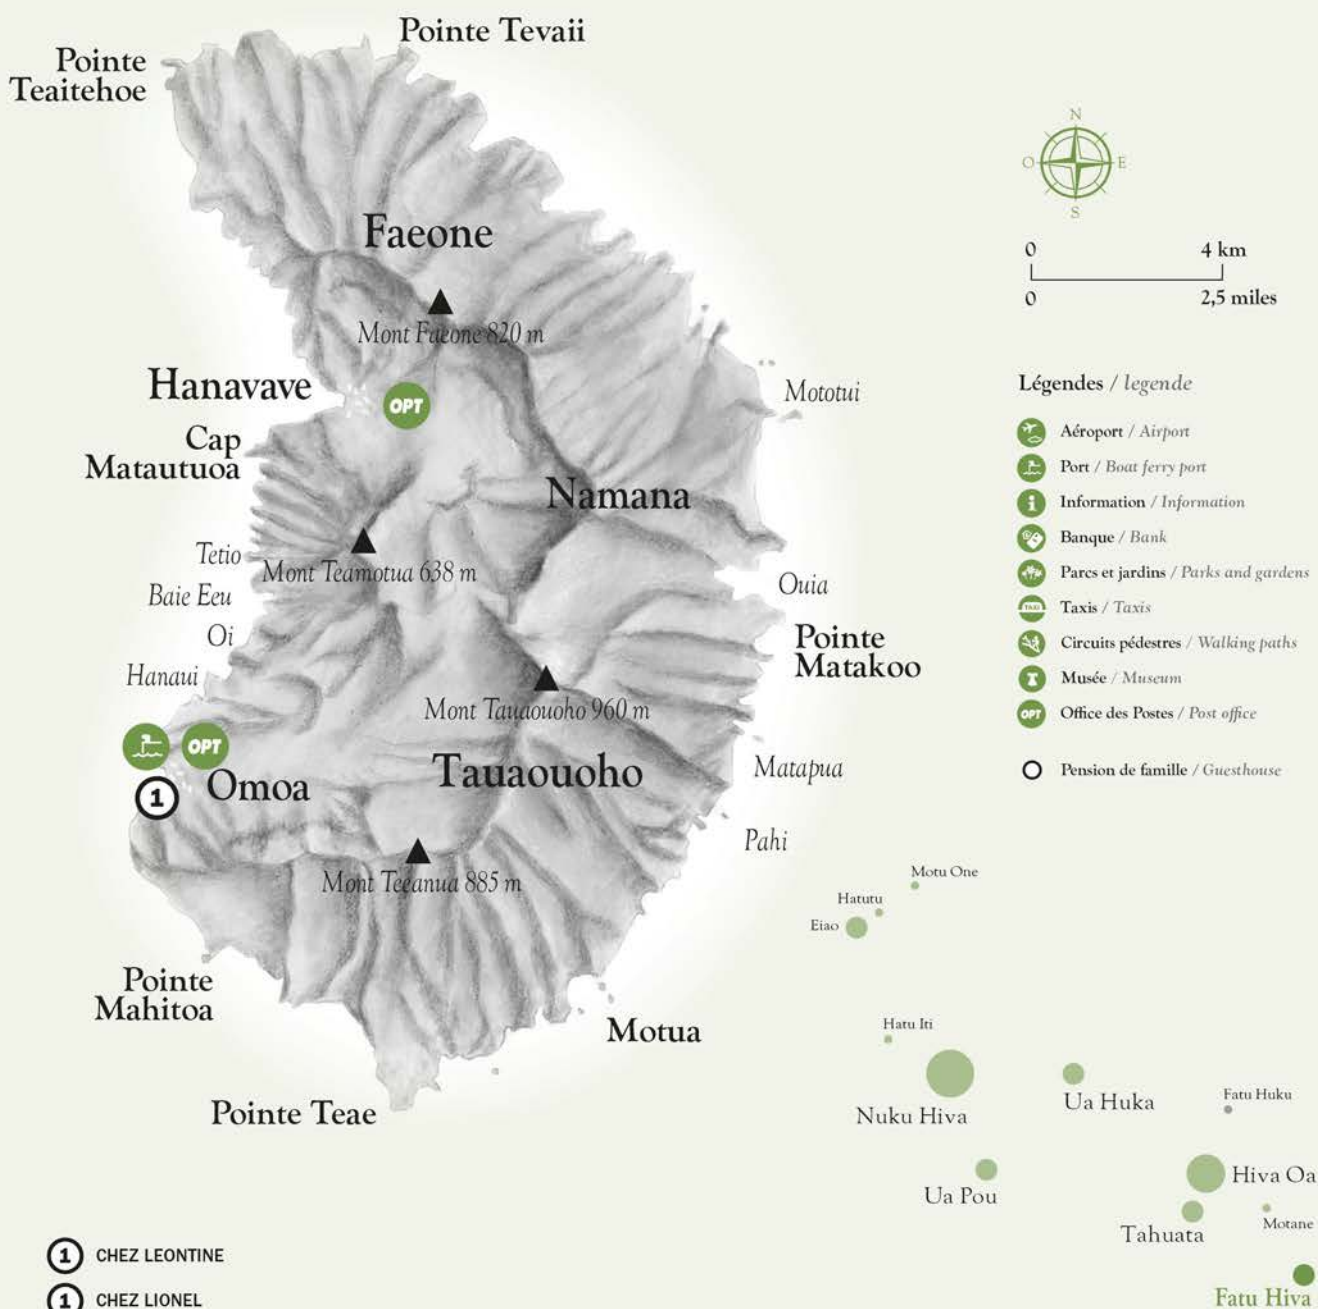 Pointe Tevaii
Pointe
Teaitehoe
N
O
E
S
Faeone
0
4 km
0
2,5 miles
Mont Faeone 820 m
Hanavave
OPT
Mototui
Légendes / legende
Cap
Matautuoa
Aéroport / Airport
Port / Boat ferry port
Namana
Information / Information
Banque / Bank
Tetio
Mont Teamotua 638 m
Parcs et jardins / Parks and gardens
Baie Eeu
Ouia
TAXI
Taxis / Taxis
Oi
Pointe
Matakoo
Circuits pédestres / Walking paths
Hanaui
Musée / Museum
Mont Tauaouoho 960 m
OPT
Office des Postes / Post office
OPT
Tauaouoho
Matapua
Pension de famille / Guesthouse
1
Omoa
Pahi
Mont Teeanua 885 m
Motu One
Hatutu
Eiao
Pointe
Mahitoa
Motua
Hatu Iti
Pointe Teae
Nuku Hiva
Ua Huka
Fatu Huku
Ua Pou
Hiva Oa
Tahuata
Motane
Fatu Hiva
1 CHEZ LEONTINE
1 CHEZ LIONEL